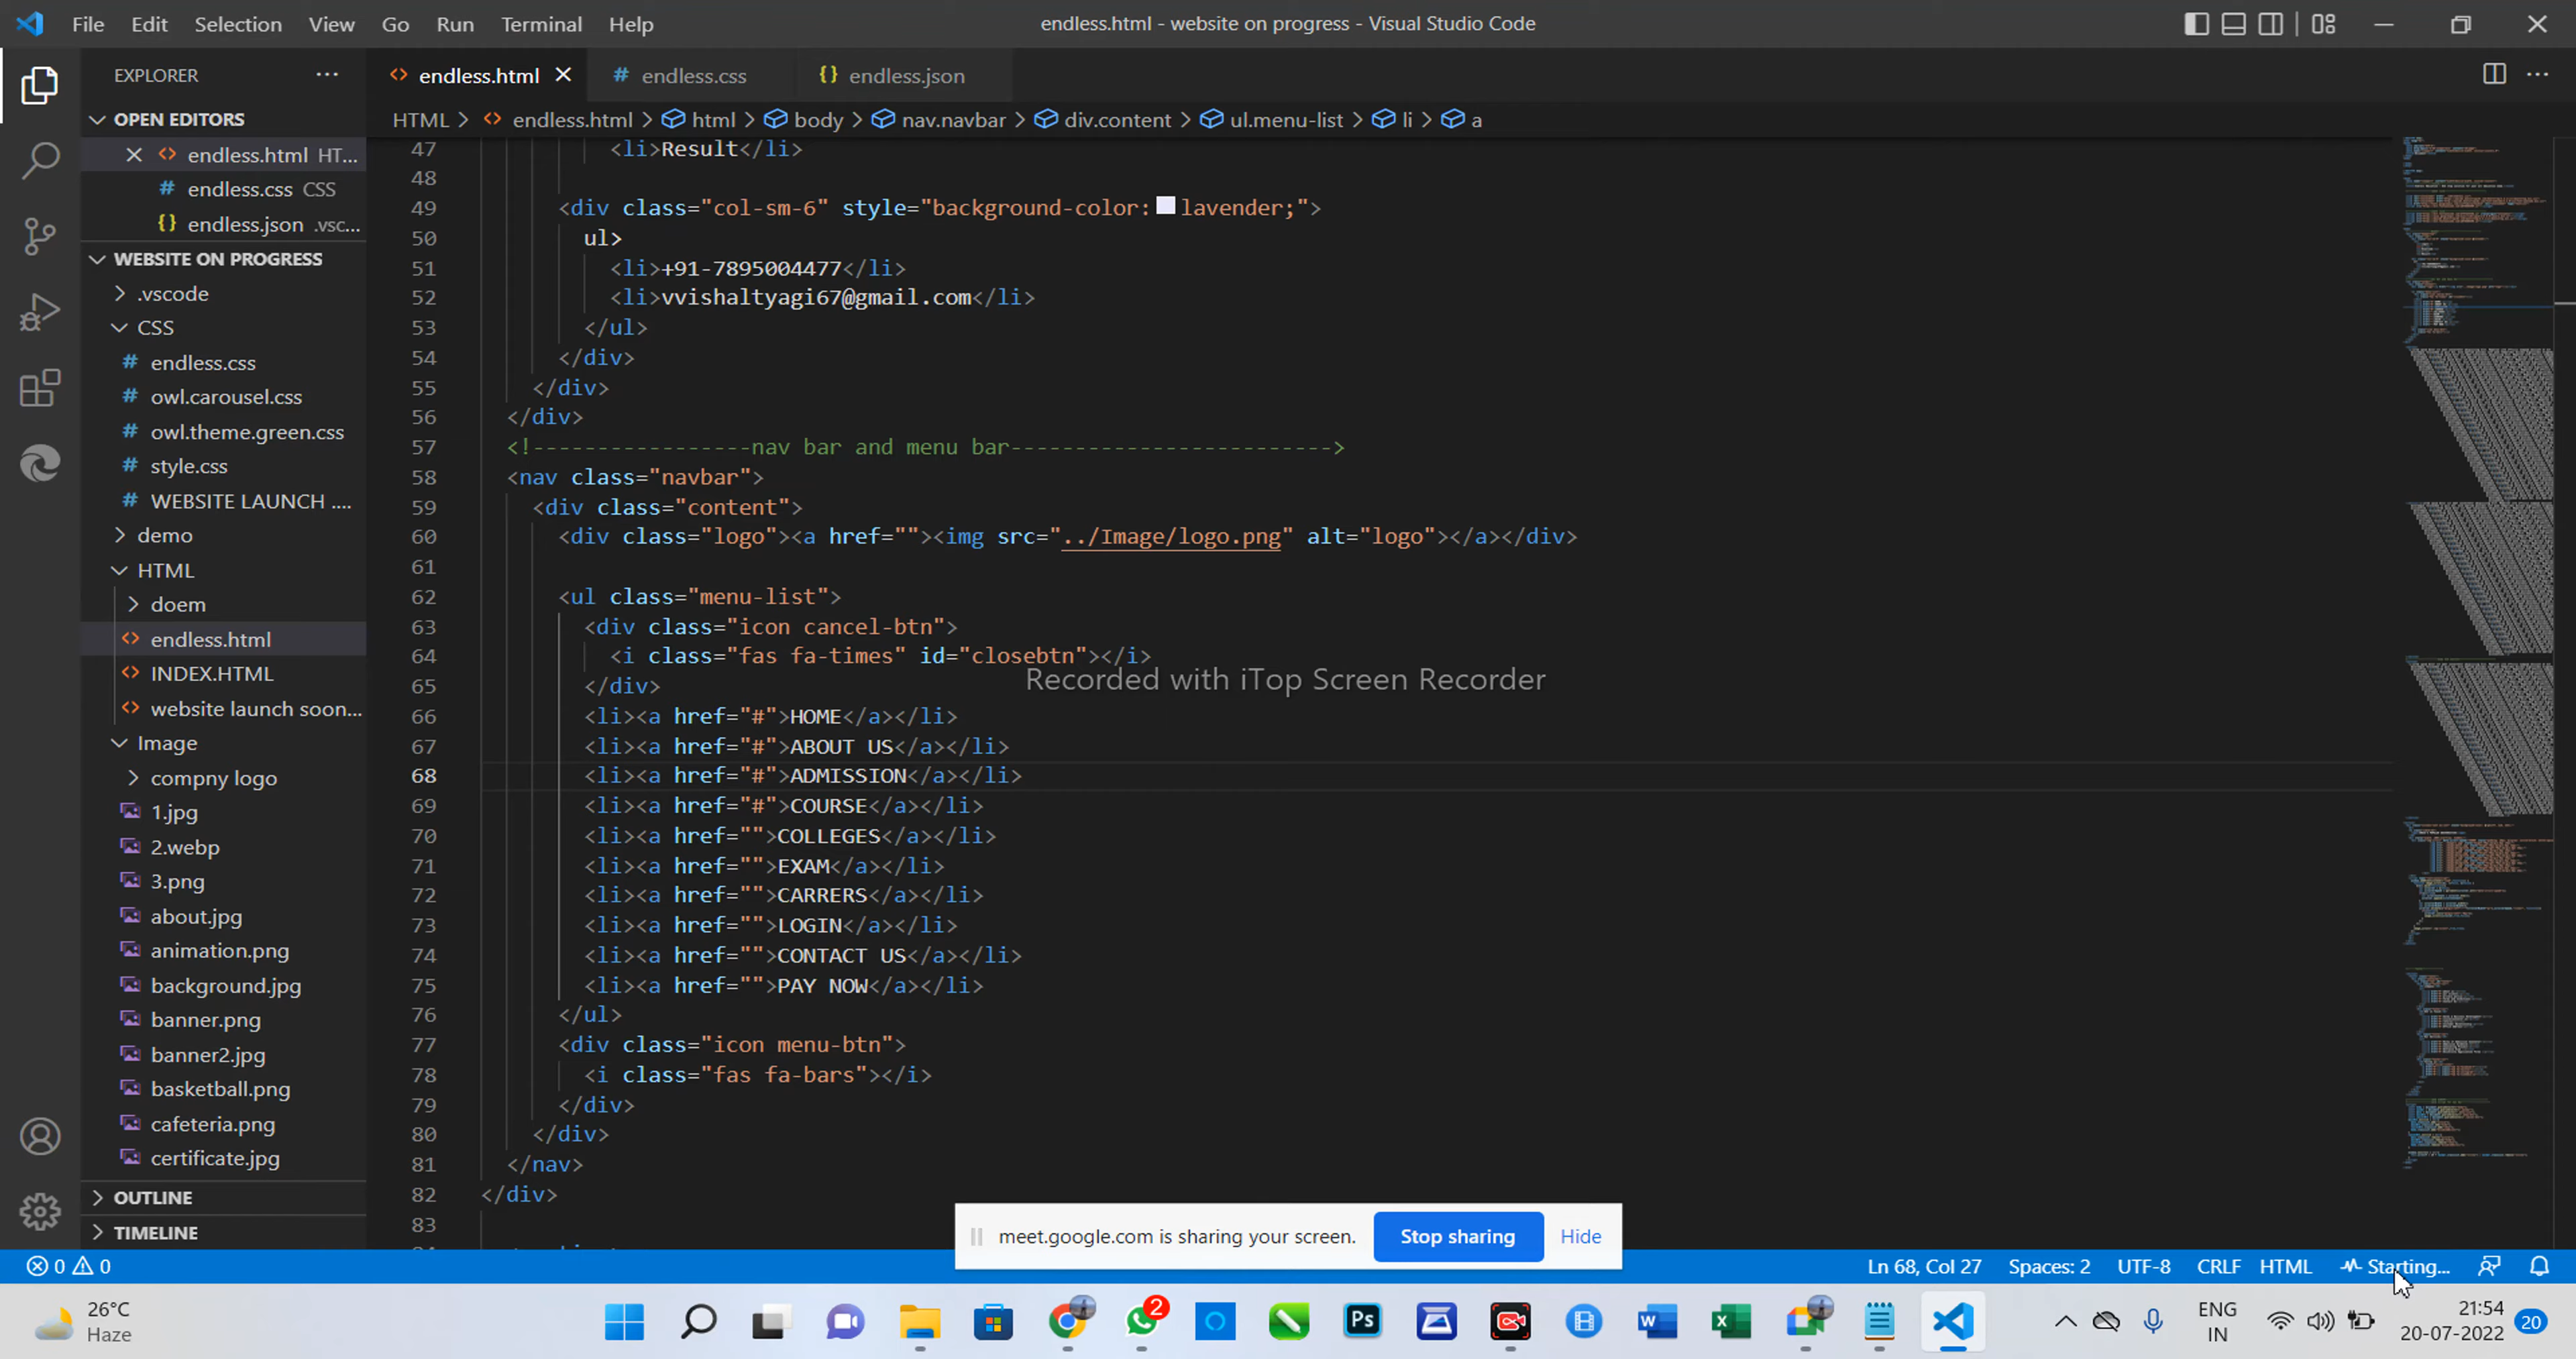 File Edit Selection View Go Run Terminal Help
endless.html - website on progress - Visual Studio Code
EXPLORER
OPEN EDITORS
endless.html HT...
endless.css CSS
endless.json .vsc...
WEBSITE ON PROGRESS
.vscode
CSS
endless.css
owl.carousel.css
owl.theme.green.css
style.css
WEBSITE LAUNCH ....
demo
HTML
doem
endless.html
INDEX.HTML
website launch soon...
Image
compny logo
1.jpg
2.webp
3.png
about.jpg
animation.png
background.jpg
banner.png
banner2.jpg
basketball.png
cafeteria.png
certificate.jpg
OUTLINE
TIMELINE
endless.html endless.css endless.json
HTML > endless.html > html > body > nav.navbar > div.content > ul.menu-list > li > a
47 <li>Result</li>
48
49 <div class="col-sm-6" style="background-color: lavender;">
50 ul>
51 <li>+91-7895004477</li>
52 <li>vvishaltyagi67@gmail.com</li>
53 </ul>
54 </div>
55 </div>
56 </div>
57 <!-----------------nav bar and menu bar------------------------->
58 <nav class="navbar">
59 <div class="content">
60 <div class="logo"><a href=""><img src="../Image/logo.png" alt="logo"></a></div>
61
62 <ul class="menu-list">
63 <div class="icon cancel-btn">
64 <i class="fas fa-times" id="closebtn"></i>
65 </div>
66 <li><a href="#">HOME</a></li>
67 <li><a href="#">ABOUT US</a></li>
68 <li><a href="#">ADMISSION</a></li>
69 <li><a href="#">COURSE</a></li>
70 <li><a href="">COLLEGES</a></li>
71 <li><a href="">EXAM</a></li>
72 <li><a href="">CARRERS</a></li>
73 <li><a href="">LOGIN</a></li>
74 <li><a href="">CONTACT US</a></li>
75 <li><a href="">PAY NOW</a></li>
76 </ul>
77 <div class="icon menu-btn">
78 <i class="fas fa-bars"></i>
79 </div>
80 </div>
81 </nav>
82 </div>
83
Recorded with iTop Screen Recorder
meet.google.com is sharing your screen. Stop sharing Hide
0 0
Ln 68, Col 27 Spaces: 2 UTF-8 CRLF HTML Starting...
26°C
Haze
2
Ps
ENG
IN
21:54
20-07-2022
20